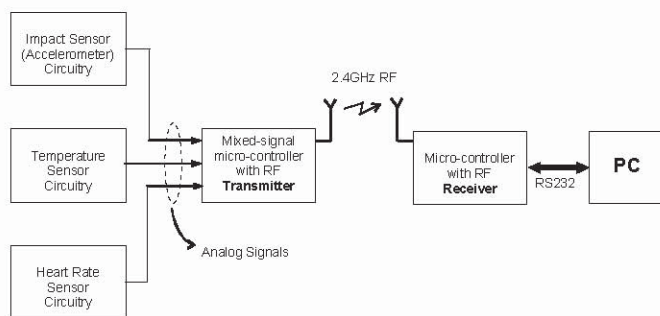 Impact Sensor
(Accelerometer)
Circuitry
2.4GHz RF
Temperature
Sensor
Circuitry
Mixed-signal
micro-controller
with RF
Transmitter
Micro-controller
with RF
Receiver
RS232
PC
Analog Signals
Heart Rate
Sensor
Circuitry